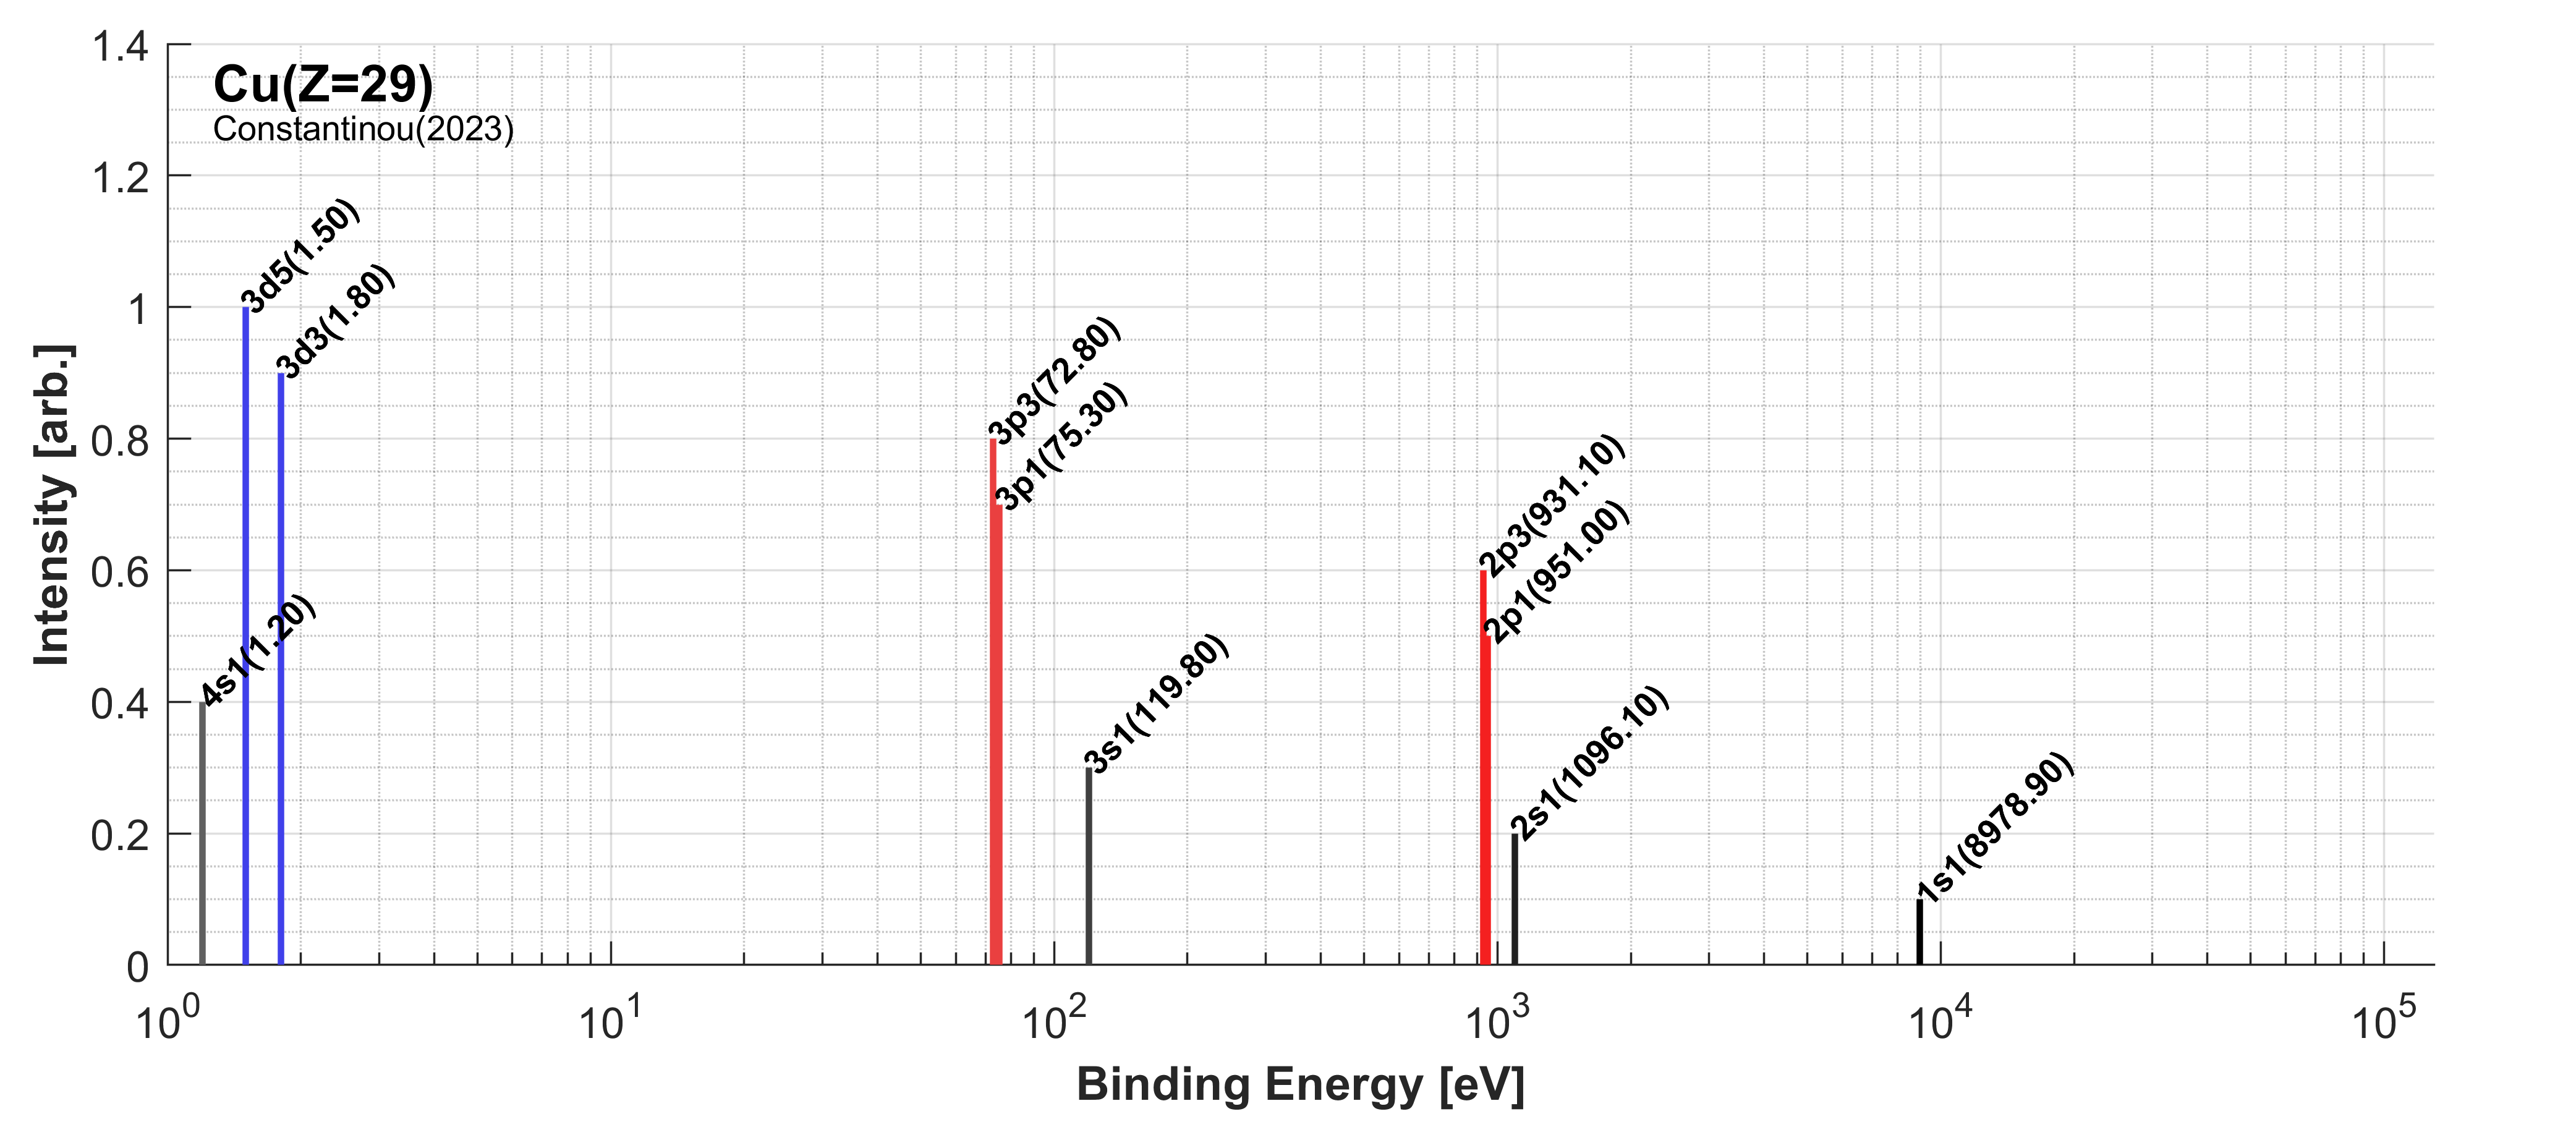 Cu(Z=29)
Constantinou(2023)
1.4
1.2
1
0.8
0.6
0.4
0.2
0
Intensity [arb.]
4s1(1.20)
3d5(1.50)
3d3(1.80)
3p3(72.80)
3p1(75.30)
3s1(119.80)
2p3(931.10)
2p1(951.00)
2s1(1096.10)
1s1(8978.90)
10^0 10^1 10^2 10^3 10^4 10^5
Binding Energy [eV]